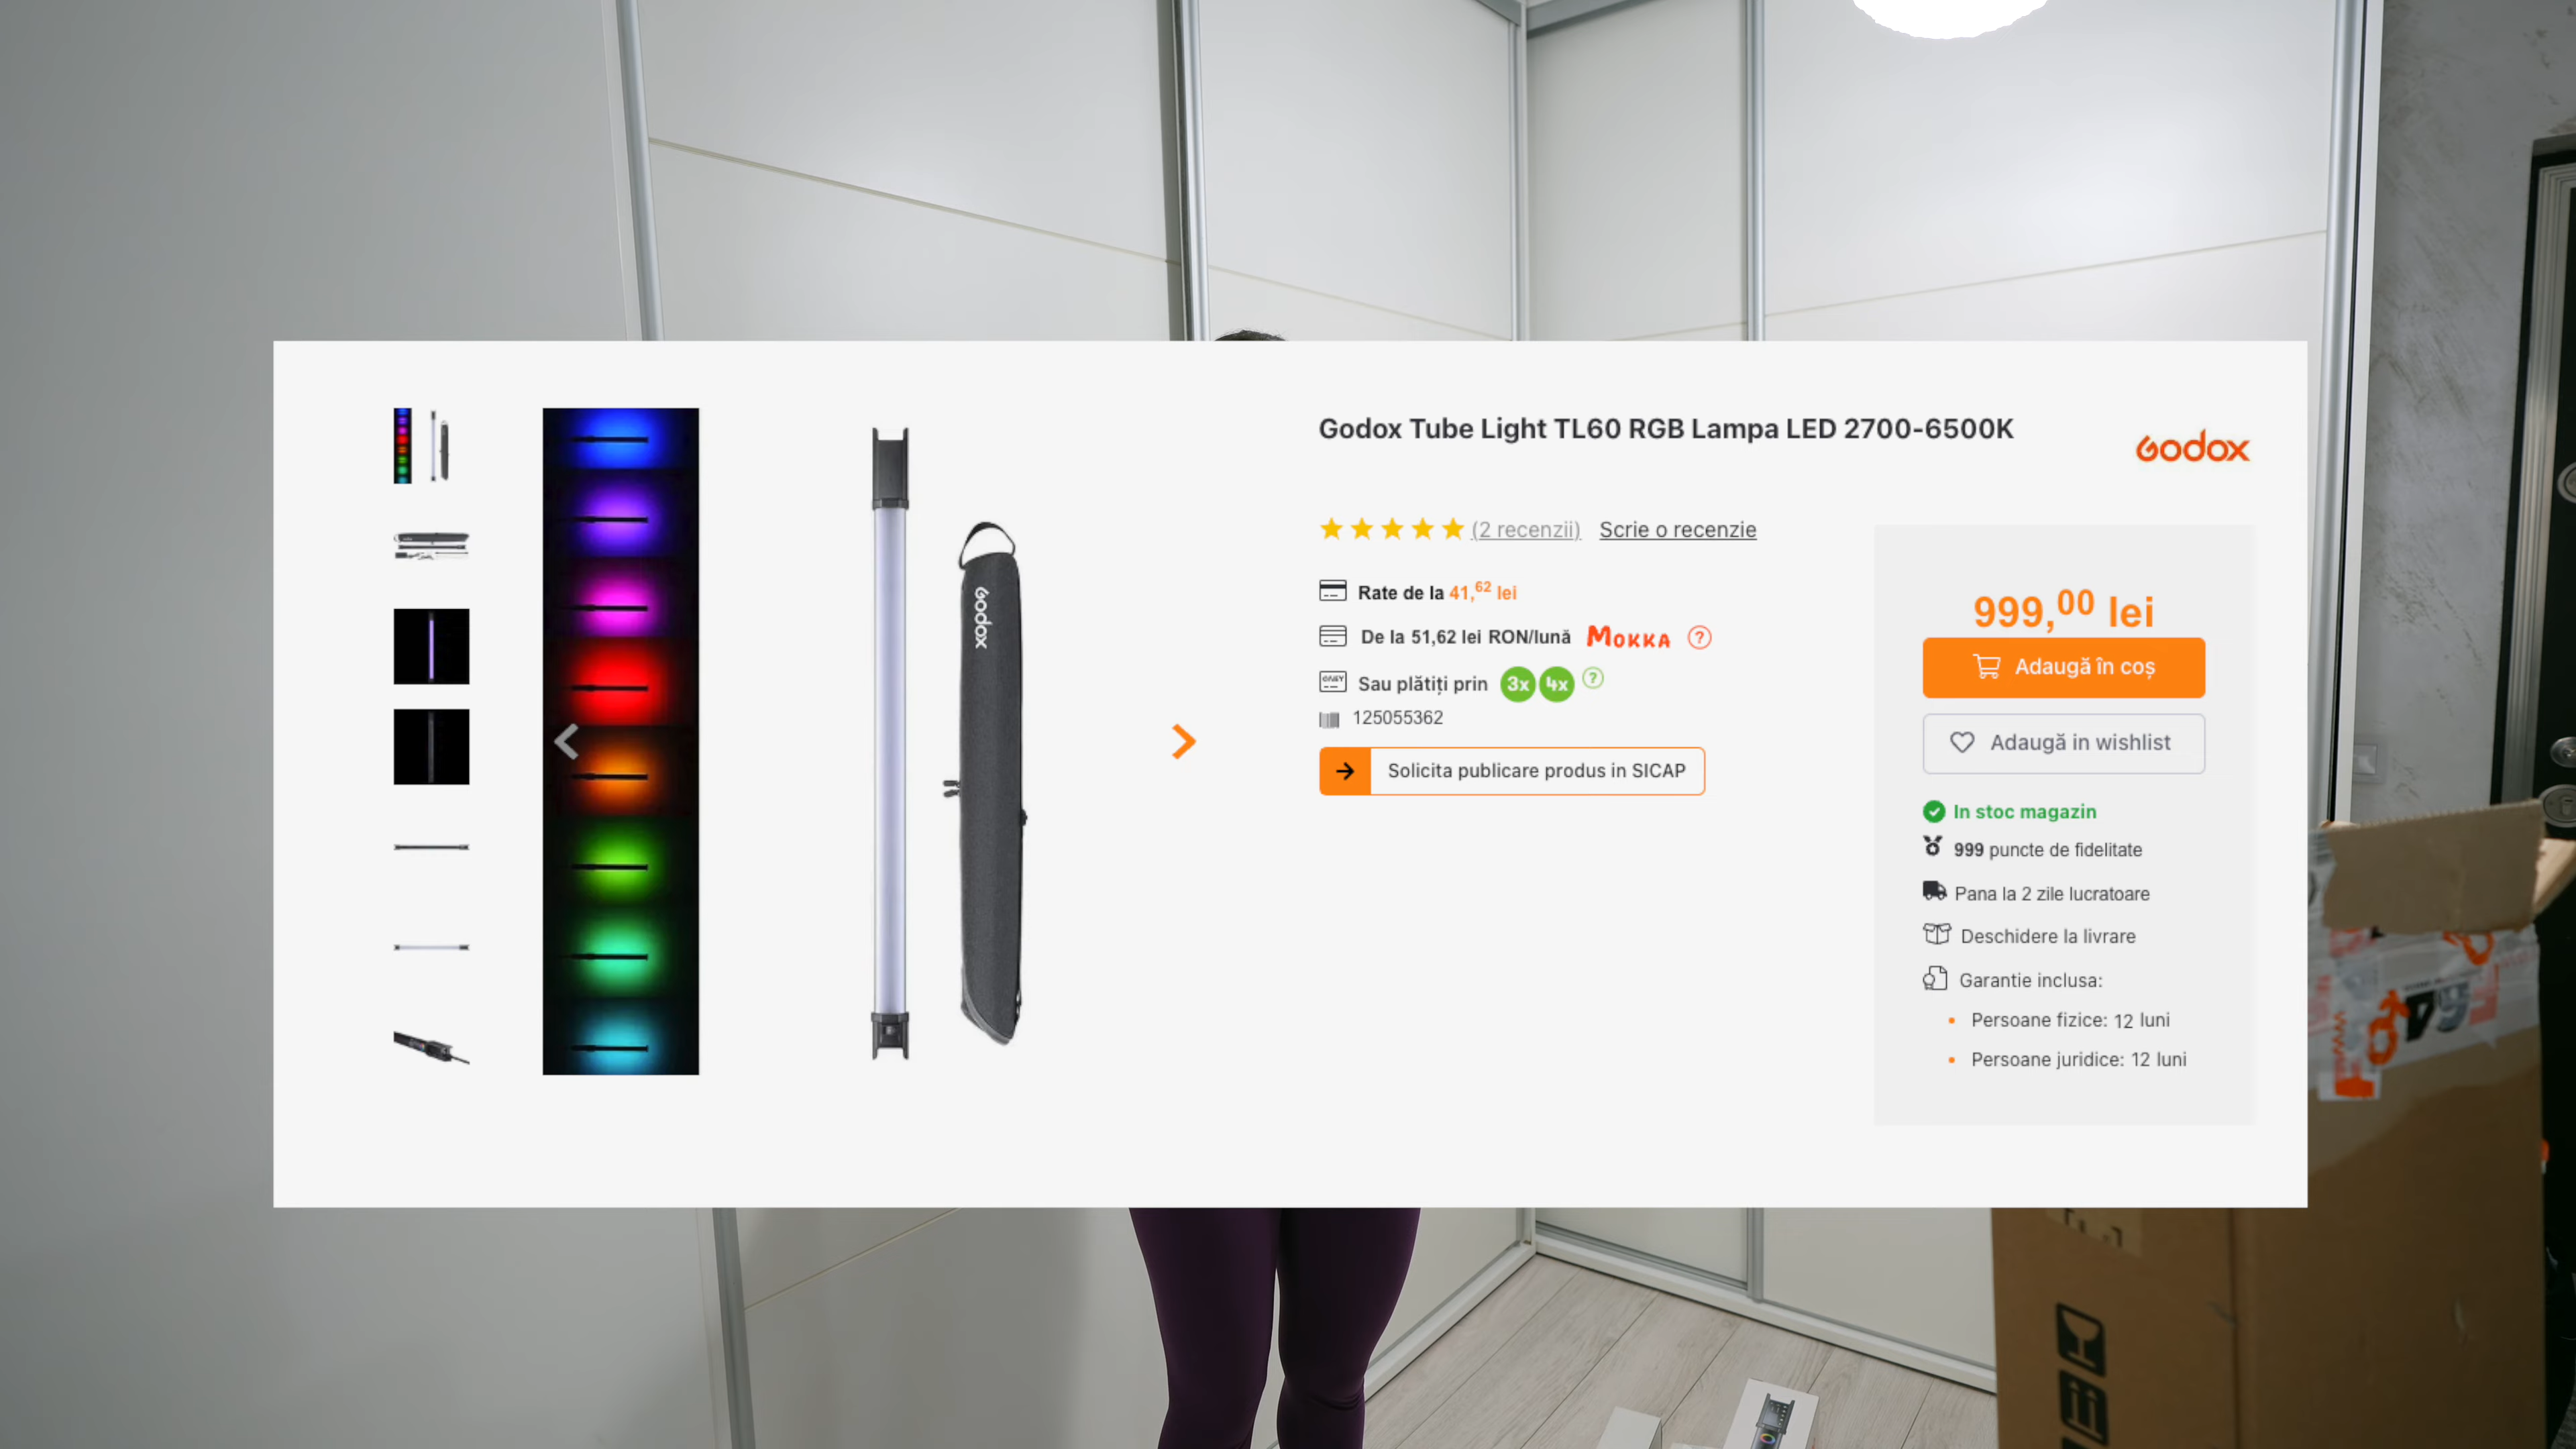 Godox Tube Light TL60 RGB Lampa LED 2700-6500K
Godox
(2 recenzii) Scrie o recenzie
Rate de la 41,62 lei
De la 51,62 lei RON/lună MOKKA ?
ONEY Sau plătiți prin 3x 4x ?
125055362
Solicita publicare produs in SICAP
Godox
999,00 lei
Adaugă în coș
Adaugă in wishlist
In stoc magazin
999 puncte de fidelitate
Pana la 2 zile lucratoare
Deschidere la livrare
Garantie inclusa:
Persoane fizice: 12 luni
Persoane juridice: 12 luni